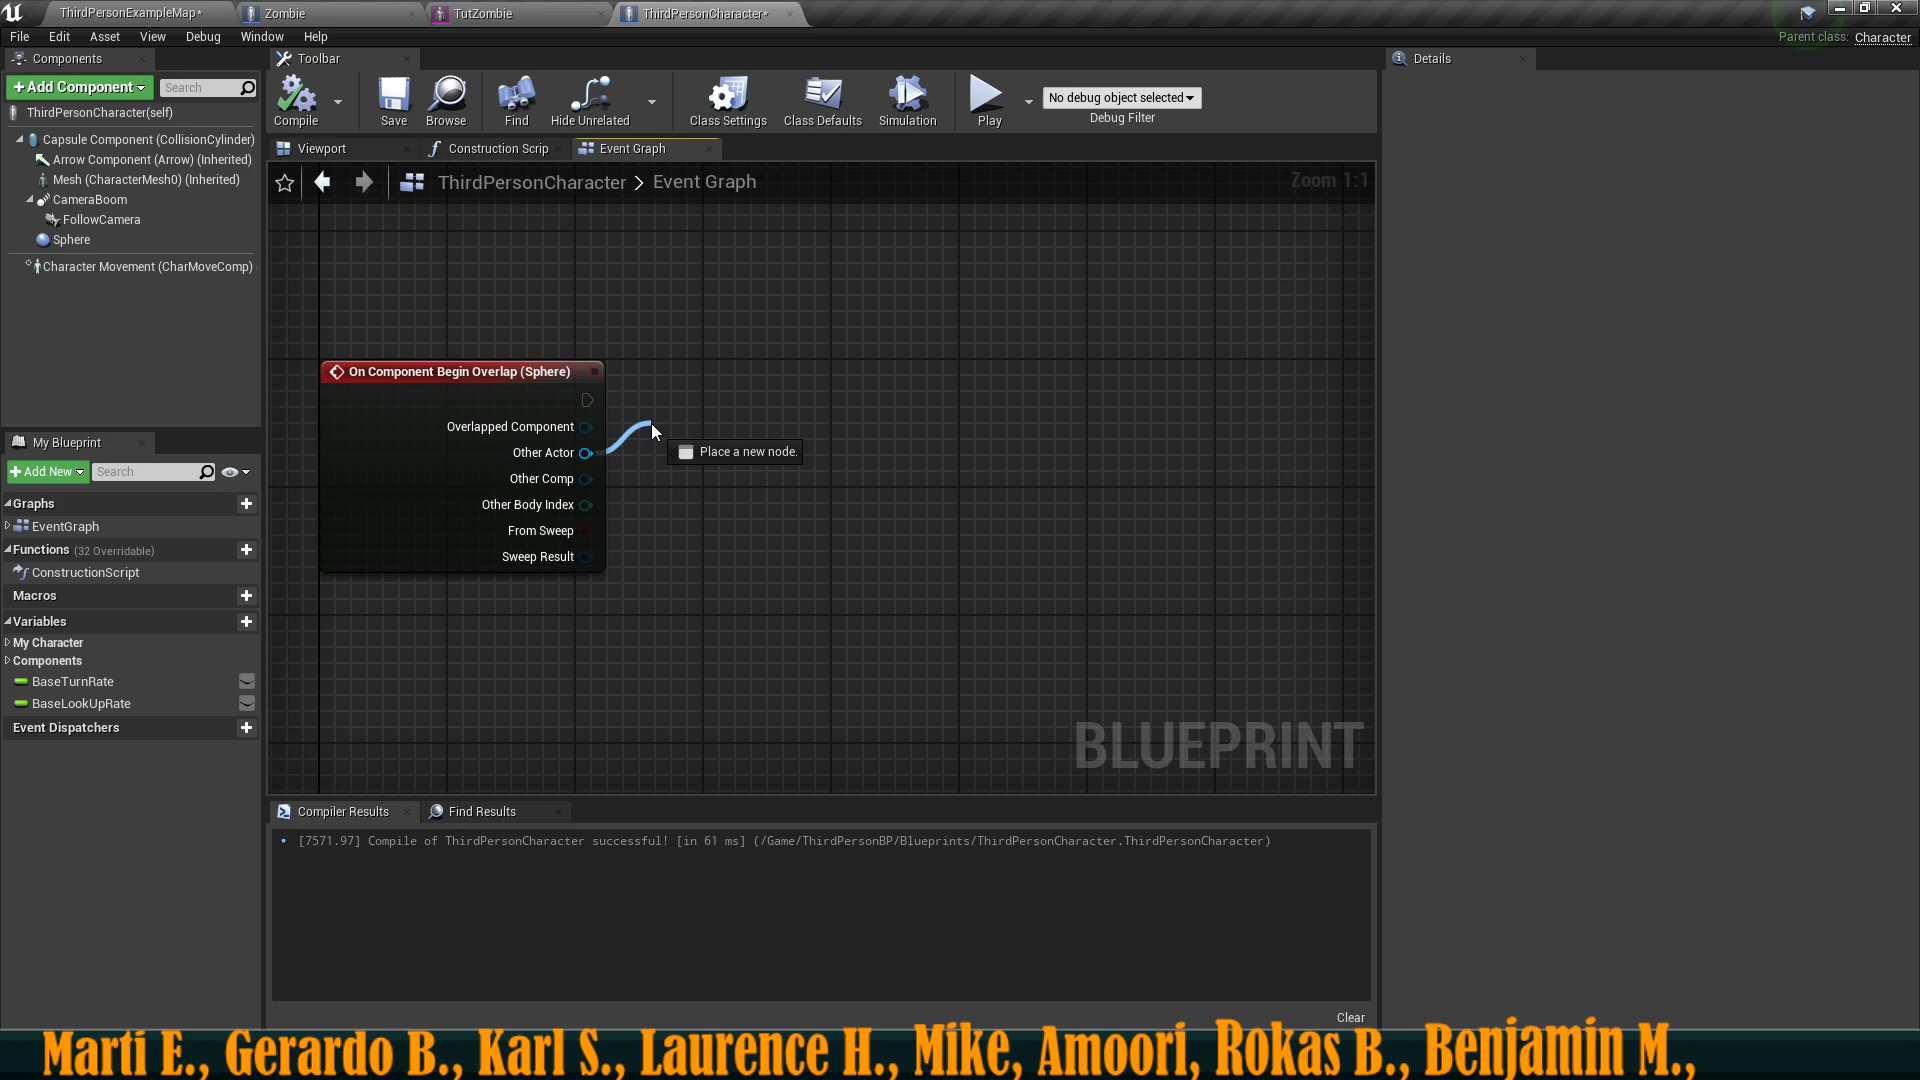 ThirdPersonExampleMap*
Zombie
TutZombie
ThirdPersonCharacter*
File Edit Asset View Debug Window Help
Parent class: Character
Components
Toolbar
Details
+Add Component
Search
ThirdPersonCharacter(self)
Capsule Component (CollisionCylinder)
Arrow Component (Arrow) (Inherited)
Mesh (CharacterMesh0) (Inherited)
CameraBoom
FollowCamera
Sphere
Character Movement (CharMoveComp)
Compile
Save
Browse
Find
Hide Unrelated
Class Settings
Class Defaults
Simulation
Play
No debug object selected
Debug Filter
Viewport
Construction Scrip
Event Graph
ThirdPersonCharacter > Event Graph
Zoom 1:1
On Component Begin Overlap (Sphere)
Overlapped Component
Other Actor
Other Comp
Other Body Index
From Sweep
Sweep Result
Place a new node.
BLUEPRINT
My Blueprint
+Add New
Search
Graphs
EventGraph
Functions (32 Overridable)
ConstructionScript
Macros
Variables
My Character
Components
BaseTurnRate
BaseLookUpRate
Event Dispatchers
Compiler Results
Find Results
[7571.97] Compile of ThirdPersonCharacter successful! [in 61 ms] (/Game/ThirdPersonBP/Blueprints/ThirdPersonCharacter.ThirdPersonCharacter)
Clear
Marti E., Gerardo B., Karl S., Laurence H., Mike, Amoori, Rokas B., Benjamin M.,